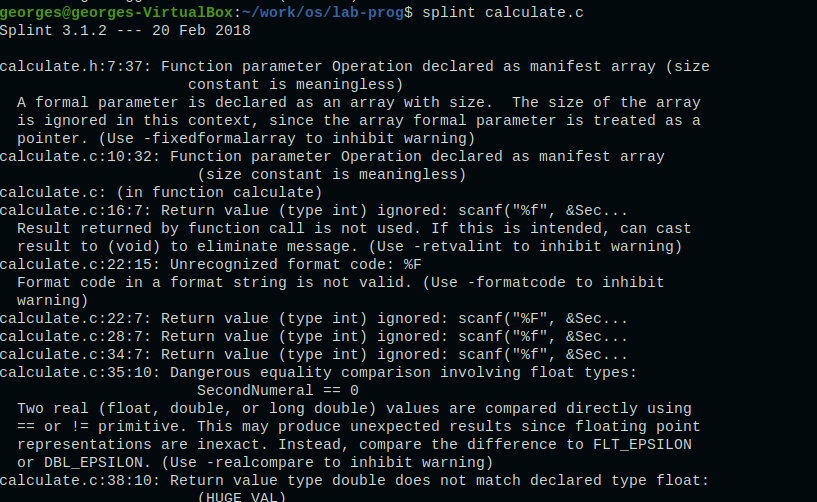 georges@georges-VirtualBox:~/work/os/lab-prog$ splint calculate.c
Splint 3.1.2 --- 20 Feb 2018
calculate.h:7:37: Function parameter Operation declared as manifest array (size
constant is meaningless)
A formal parameter is declared as an array with size.  The size of the array
is ignored in this context, since the array formal parameter is treated as a
pointer. (Use -fixedformalarray to inhibit warning)
calculate.c:10:32: Function parameter Operation declared as manifest array
(size constant is meaningless)
calculate.c: (in function calculate)
calculate.c:16:7: Return value (type int) ignored: scanf("%f", &Sec...
Result returned by function call is not used. If this is intended, can cast
result to (void) to eliminate message. (Use -retvalint to inhibit warning)
calculate.c:22:15: Unrecognized format code: %F
Format code in a format string is not valid. (Use -formatcode to inhibit
warning)
calculate.c:22:7: Return value (type int) ignored: scanf("%F", &Sec...
calculate.c:28:7: Return value (type int) ignored: scanf("%f", &Sec...
calculate.c:34:7: Return value (type int) ignored: scanf("%f", &Sec...
calculate.c:35:10: Dangerous equality comparison involving float types:
SecondNumeral == 0
Two real (float, double, or long double) values are compared directly using
== or != primitive. This may produce unexpected results since floating point
representations are inexact. Instead, compare the difference to FLT_EPSILON
or DBL_EPSILON. (Use -realcompare to inhibit warning)
calculate.c:38:10: Return value type double does not match declared type float:
(HUGE_VAL)